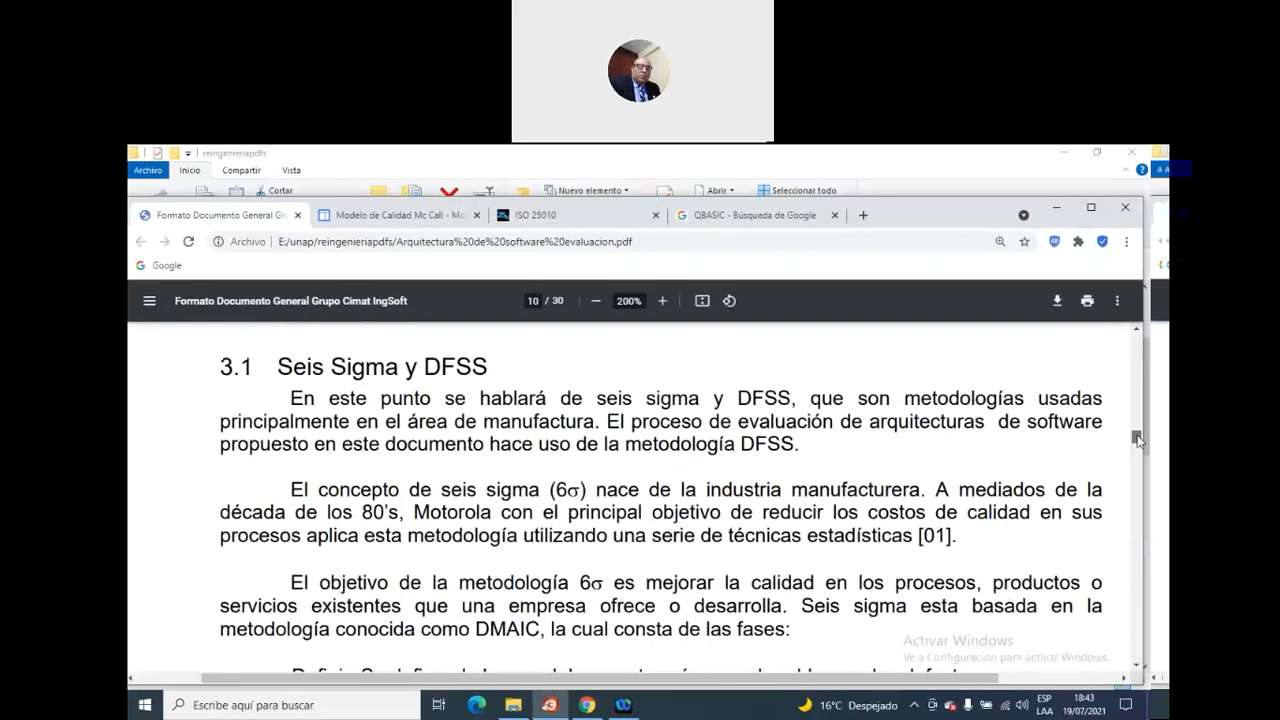 reingenienapdfs
Archivo Inicio Compartir Vista
Cortar Nuevo elemento Abrir Seleccionar todo
Formato Documento General Gr Modelo de Calidad Mc Call - Mo ISO 25010 QBASIC - Búsqueda de Google
Archivo E:/unap/reingenieriapdfs/Arquitectura%20de%20software%20evaluacion.pdf
Google
Formato Documento General Grupo Cimat IngSoft 10 / 30 200%
3.1 Seis Sigma y DFSS
En este punto se hablará de seis sigma y DFSS, que son metodologías usadas
principalmente en el área de manufactura. El proceso de evaluación de arquitecturas de software
propuesto en este documento hace uso de la metodología DFSS.
El concepto de seis sigma (6σ) nace de la industria manufacturera. A mediados de la
década de los 80’s, Motorola con el principal objetivo de reducir los costos de calidad en sus
procesos aplica esta metodología utilizando una serie de técnicas estadísticas [01].
El objetivo de la metodología 6σ es mejorar la calidad en los procesos, productos o
servicios existentes que una empresa ofrece o desarrolla. Seis sigma esta basada en la
metodología conocida como DMAIC, la cual consta de las fases:
Activar Windows
Ve a Configuración para activar Windows.
Escribe aquí para buscar 16°C Despejado ESP 18:43
LAA 19/07/2021